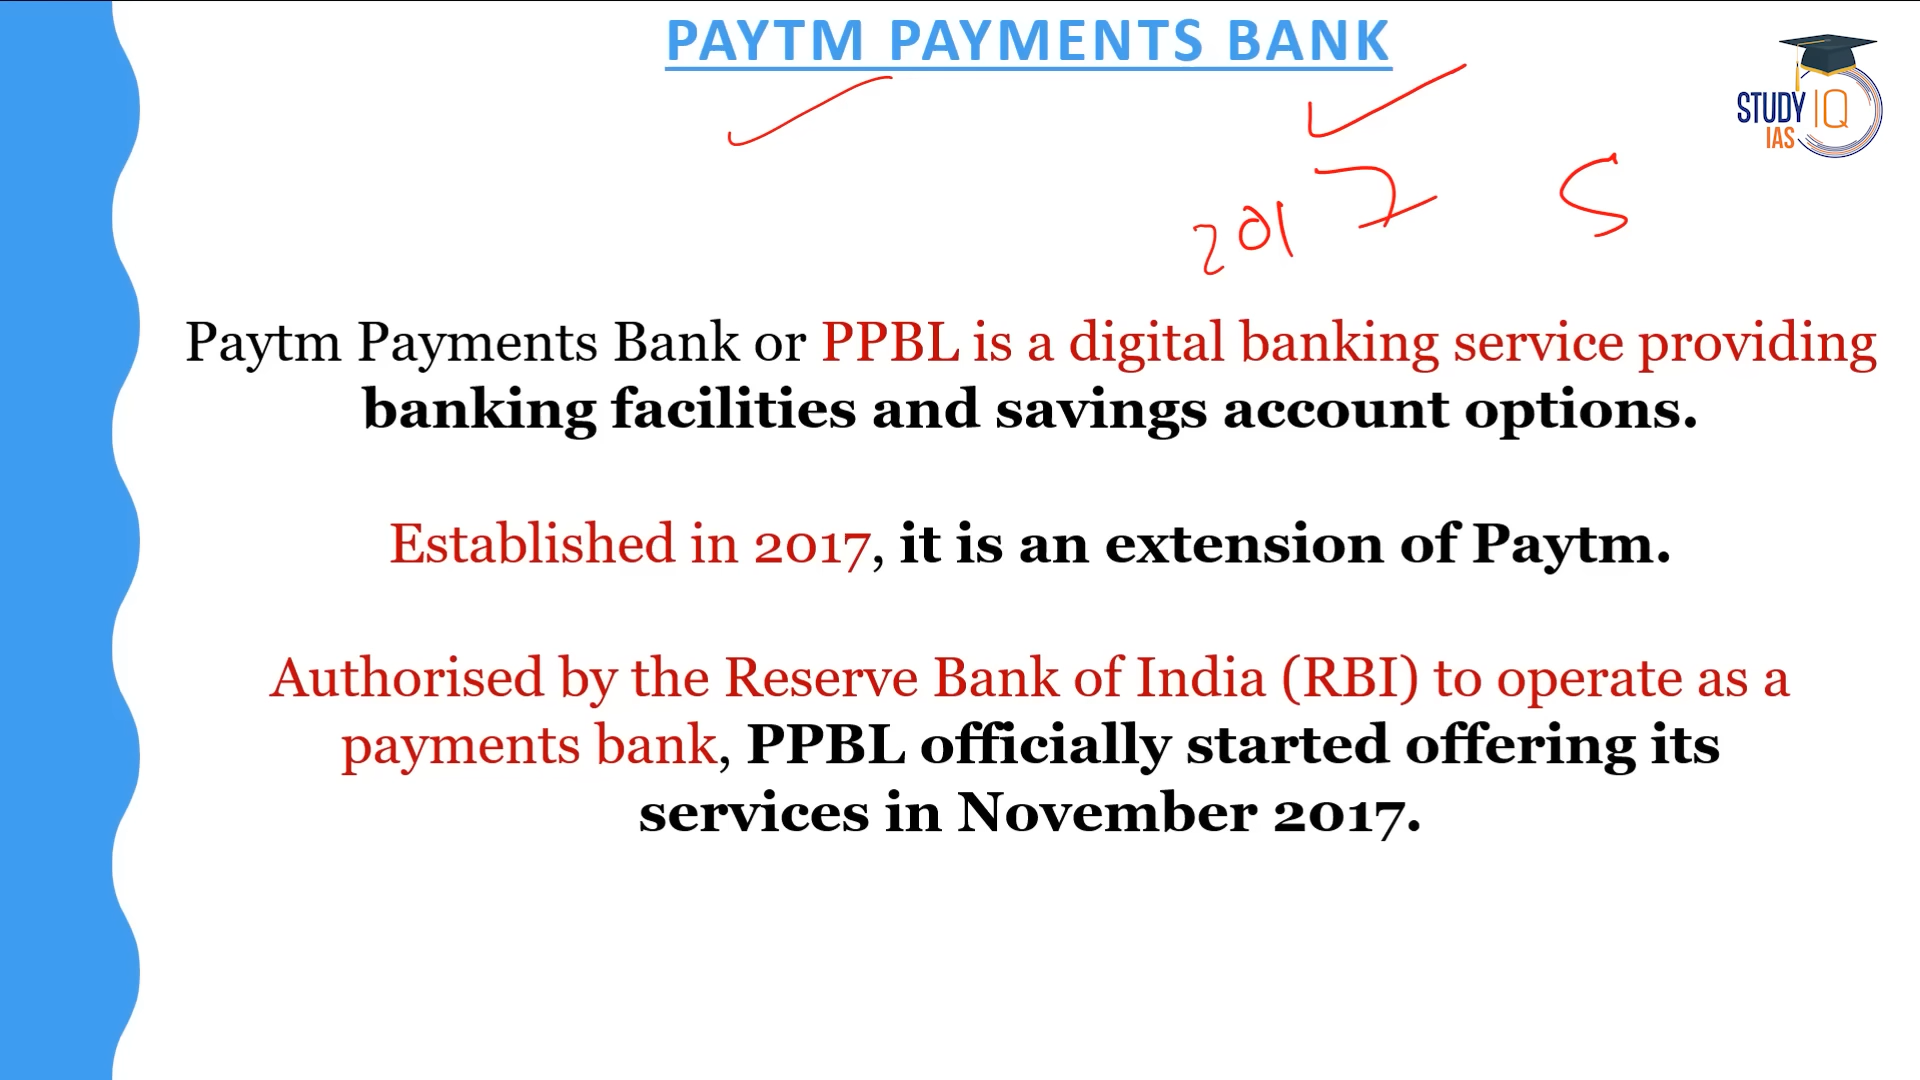 PAYTM PAYMENTS BANK
STUDY IQ
IAS
2017 S
Paytm Payments Bank or PPBL is a digital banking service providing
banking facilities and savings account options.
Established in 2017, it is an extension of Paytm.
Authorised by the Reserve Bank of India (RBI) to operate as a
payments bank, PPBL officially started offering its
services in November 2017.